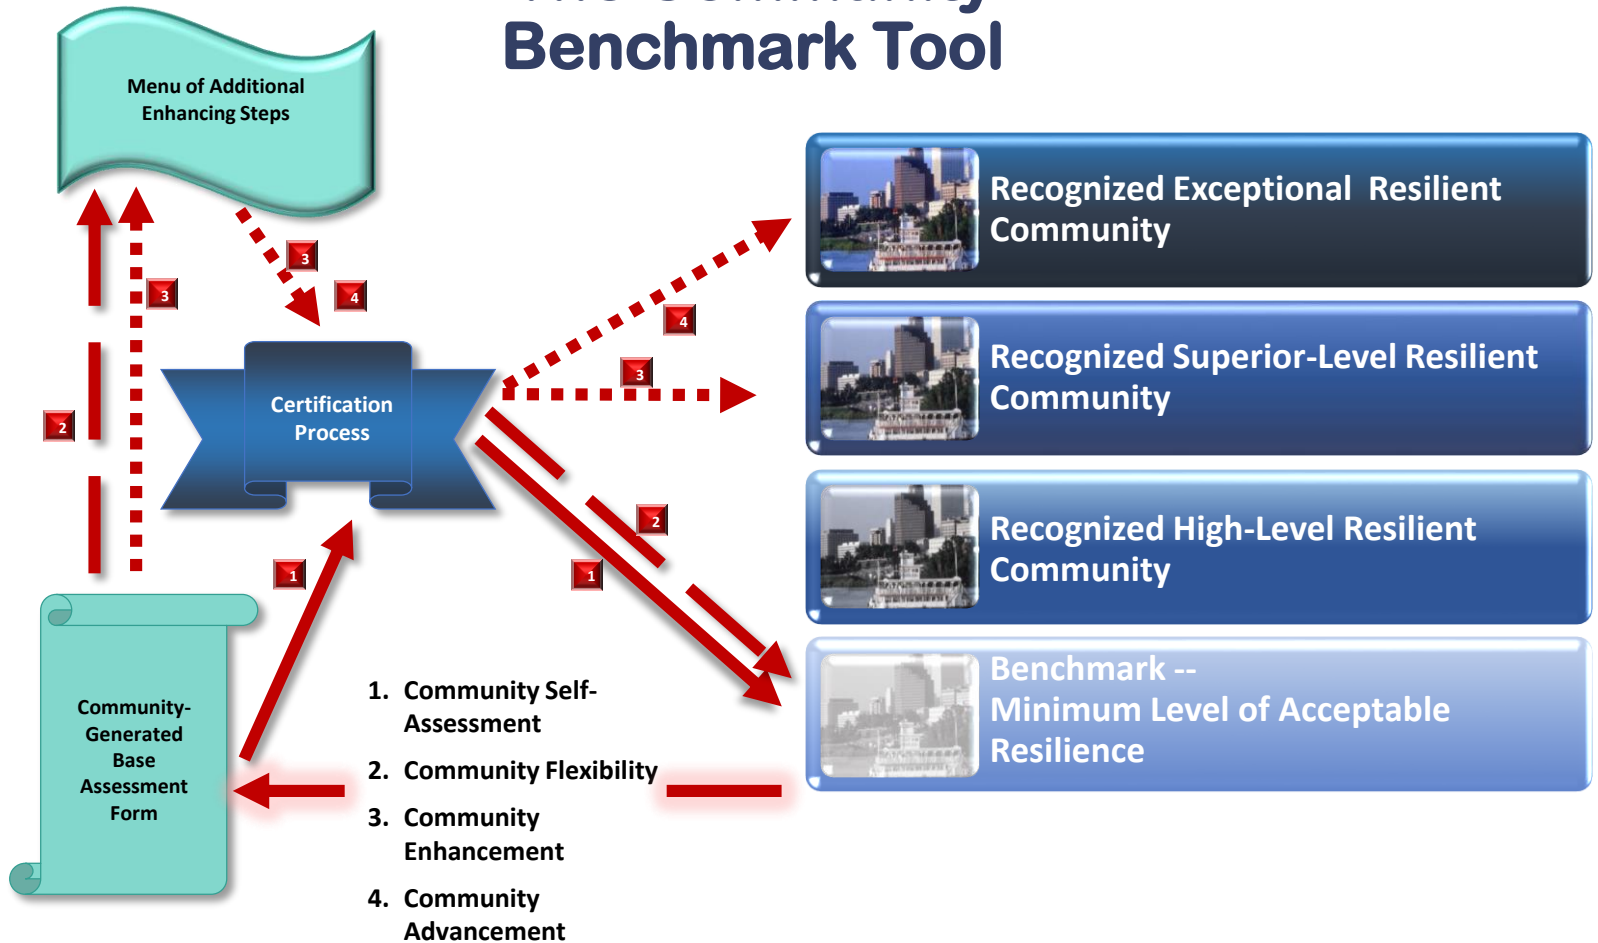 The Community
Benchmark Tool
Menu of Additional
Enhancing Steps
Recognized Exceptional Resilient
Community
3
3
4
4
Recognized Superior-Level Resilient
Community
3
Certification
Process
2
Recognized High-Level Resilient
Community
2
1
1
Community-
Generated
Base
Assessment
Form
1. Community Self-
Assessment
2. Community Flexibility
3. Community
Enhancement
4. Community
Advancement
Benchmark --
Minimum Level of Acceptable
Resilience